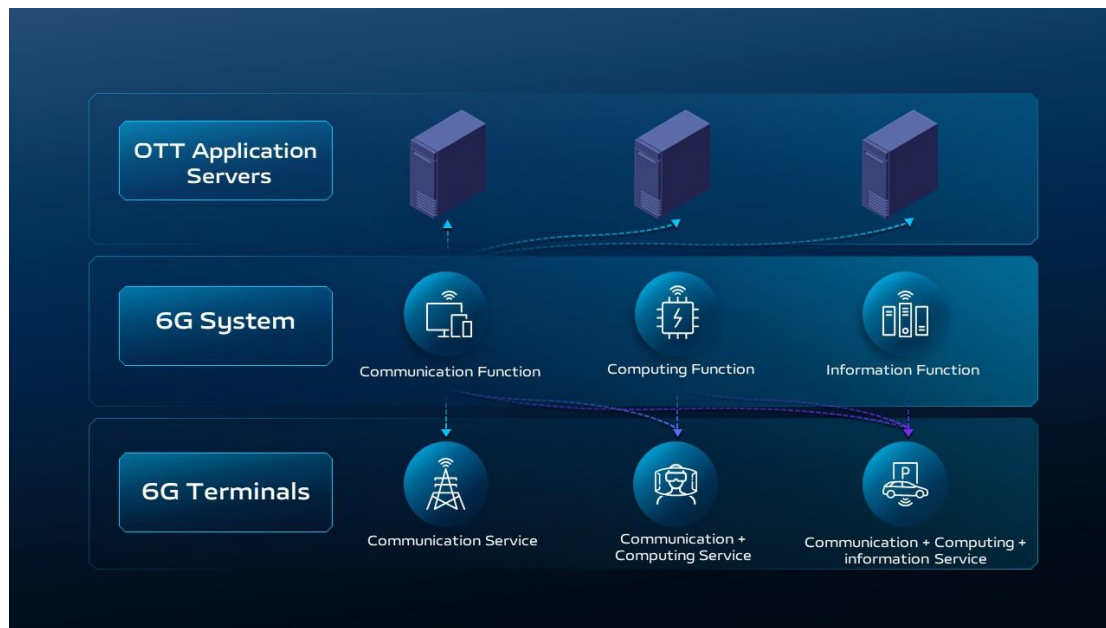 OTT Application
Servers
6G System
Communication Function
Computing Function
Information Function
6G Terminals
Communication Service
Communication +
Computing Service
Communication + Computing +
information Service
P